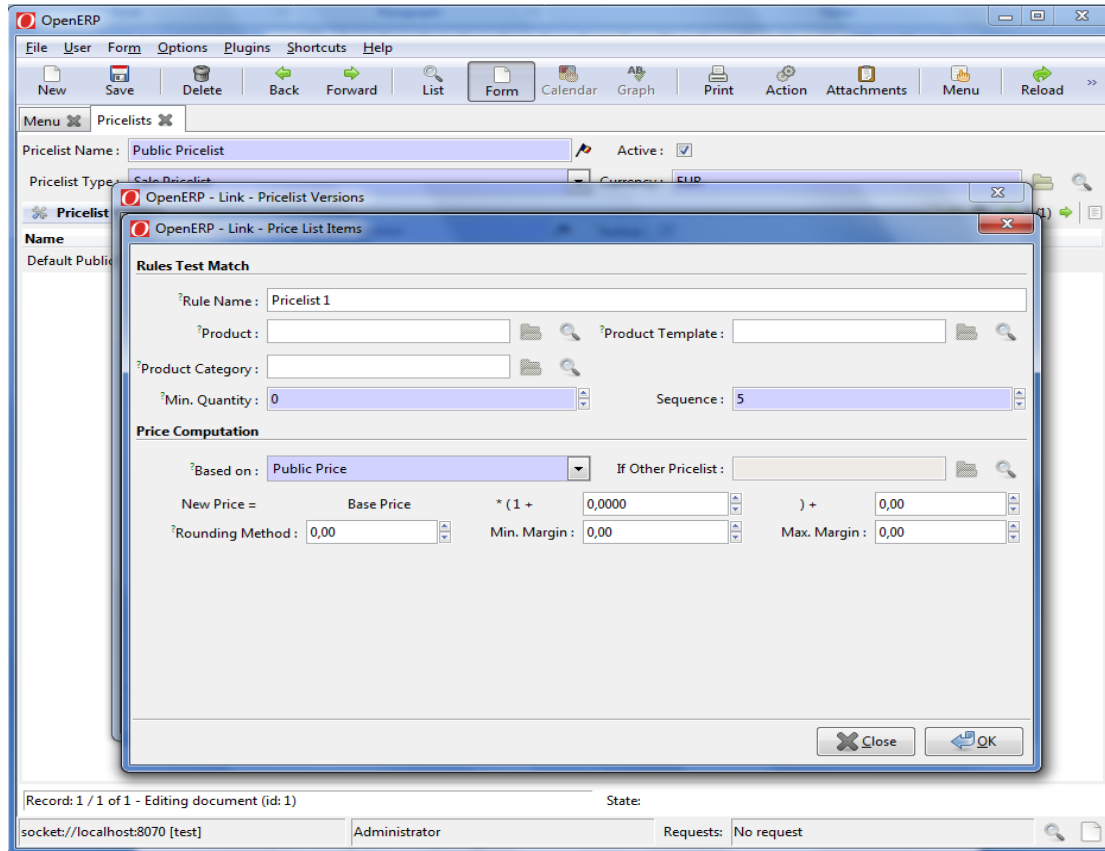 OpenERP
File User Form Options Plugins Shortcuts Help
New Save Delete Back Forward List Form Calendar Graph Print Action Attachments Menu Reload »
Menu Pricelists
Pricelist Name : Public Pricelist Active :
Pricelist Type : Sale Pricelist Currency : EUR
OpenERP - Link - Pricelist Versions
Pricelist /1)
OpenERP - Link - Price List Items
Name
Default Public
Rules Test Match
?Rule Name : Pricelist 1
?Product : ?Product Template :
?Product Category :
?Min. Quantity : 0 Sequence : 5
Price Computation
?Based on : Public Price If Other Pricelist :
New Price = Base Price * (1 + 0,0000 ) + 0,00
?Rounding Method : 0,00 Min. Margin : 0,00 Max. Margin : 0,00
Close OK
Record: 1 / 1 of 1 - Editing document (id: 1) State:
socket://localhost:8070 [test] Administrator Requests: No request